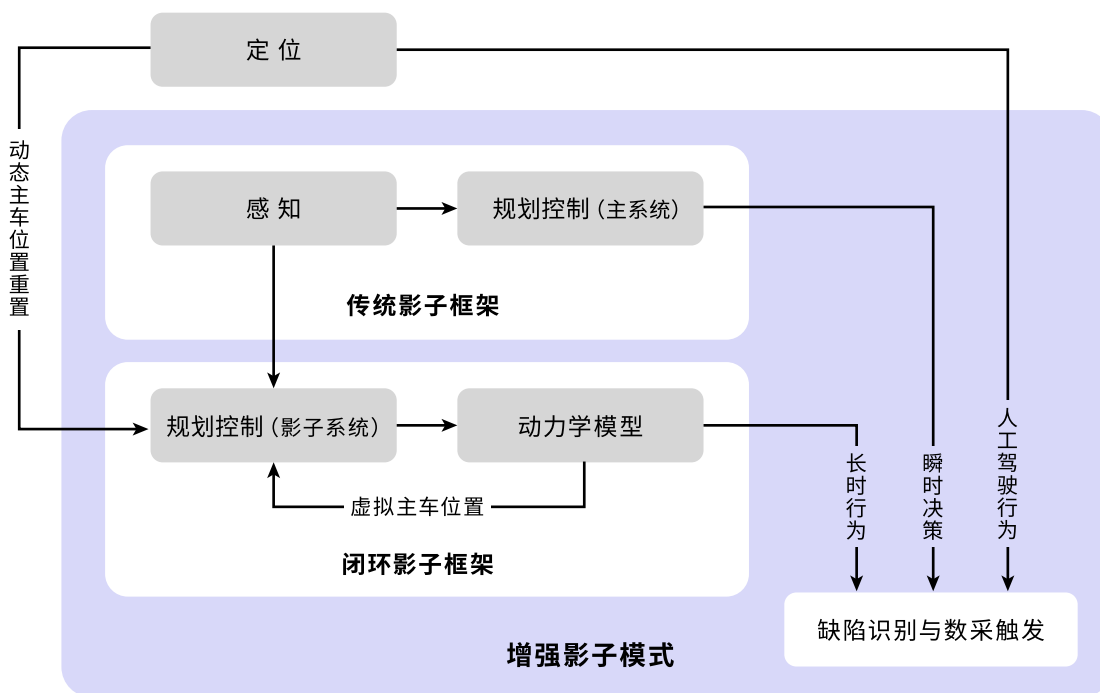 定位
动态主车位置重置
感知
规划控制（主系统）
传统影子框架
规划控制（影子系统）
动力学模型
虚拟主车位置
闭环影子框架
长时行为
瞬时决策
人工驾驶行为
缺陷识别与数采触发
增强影子模式